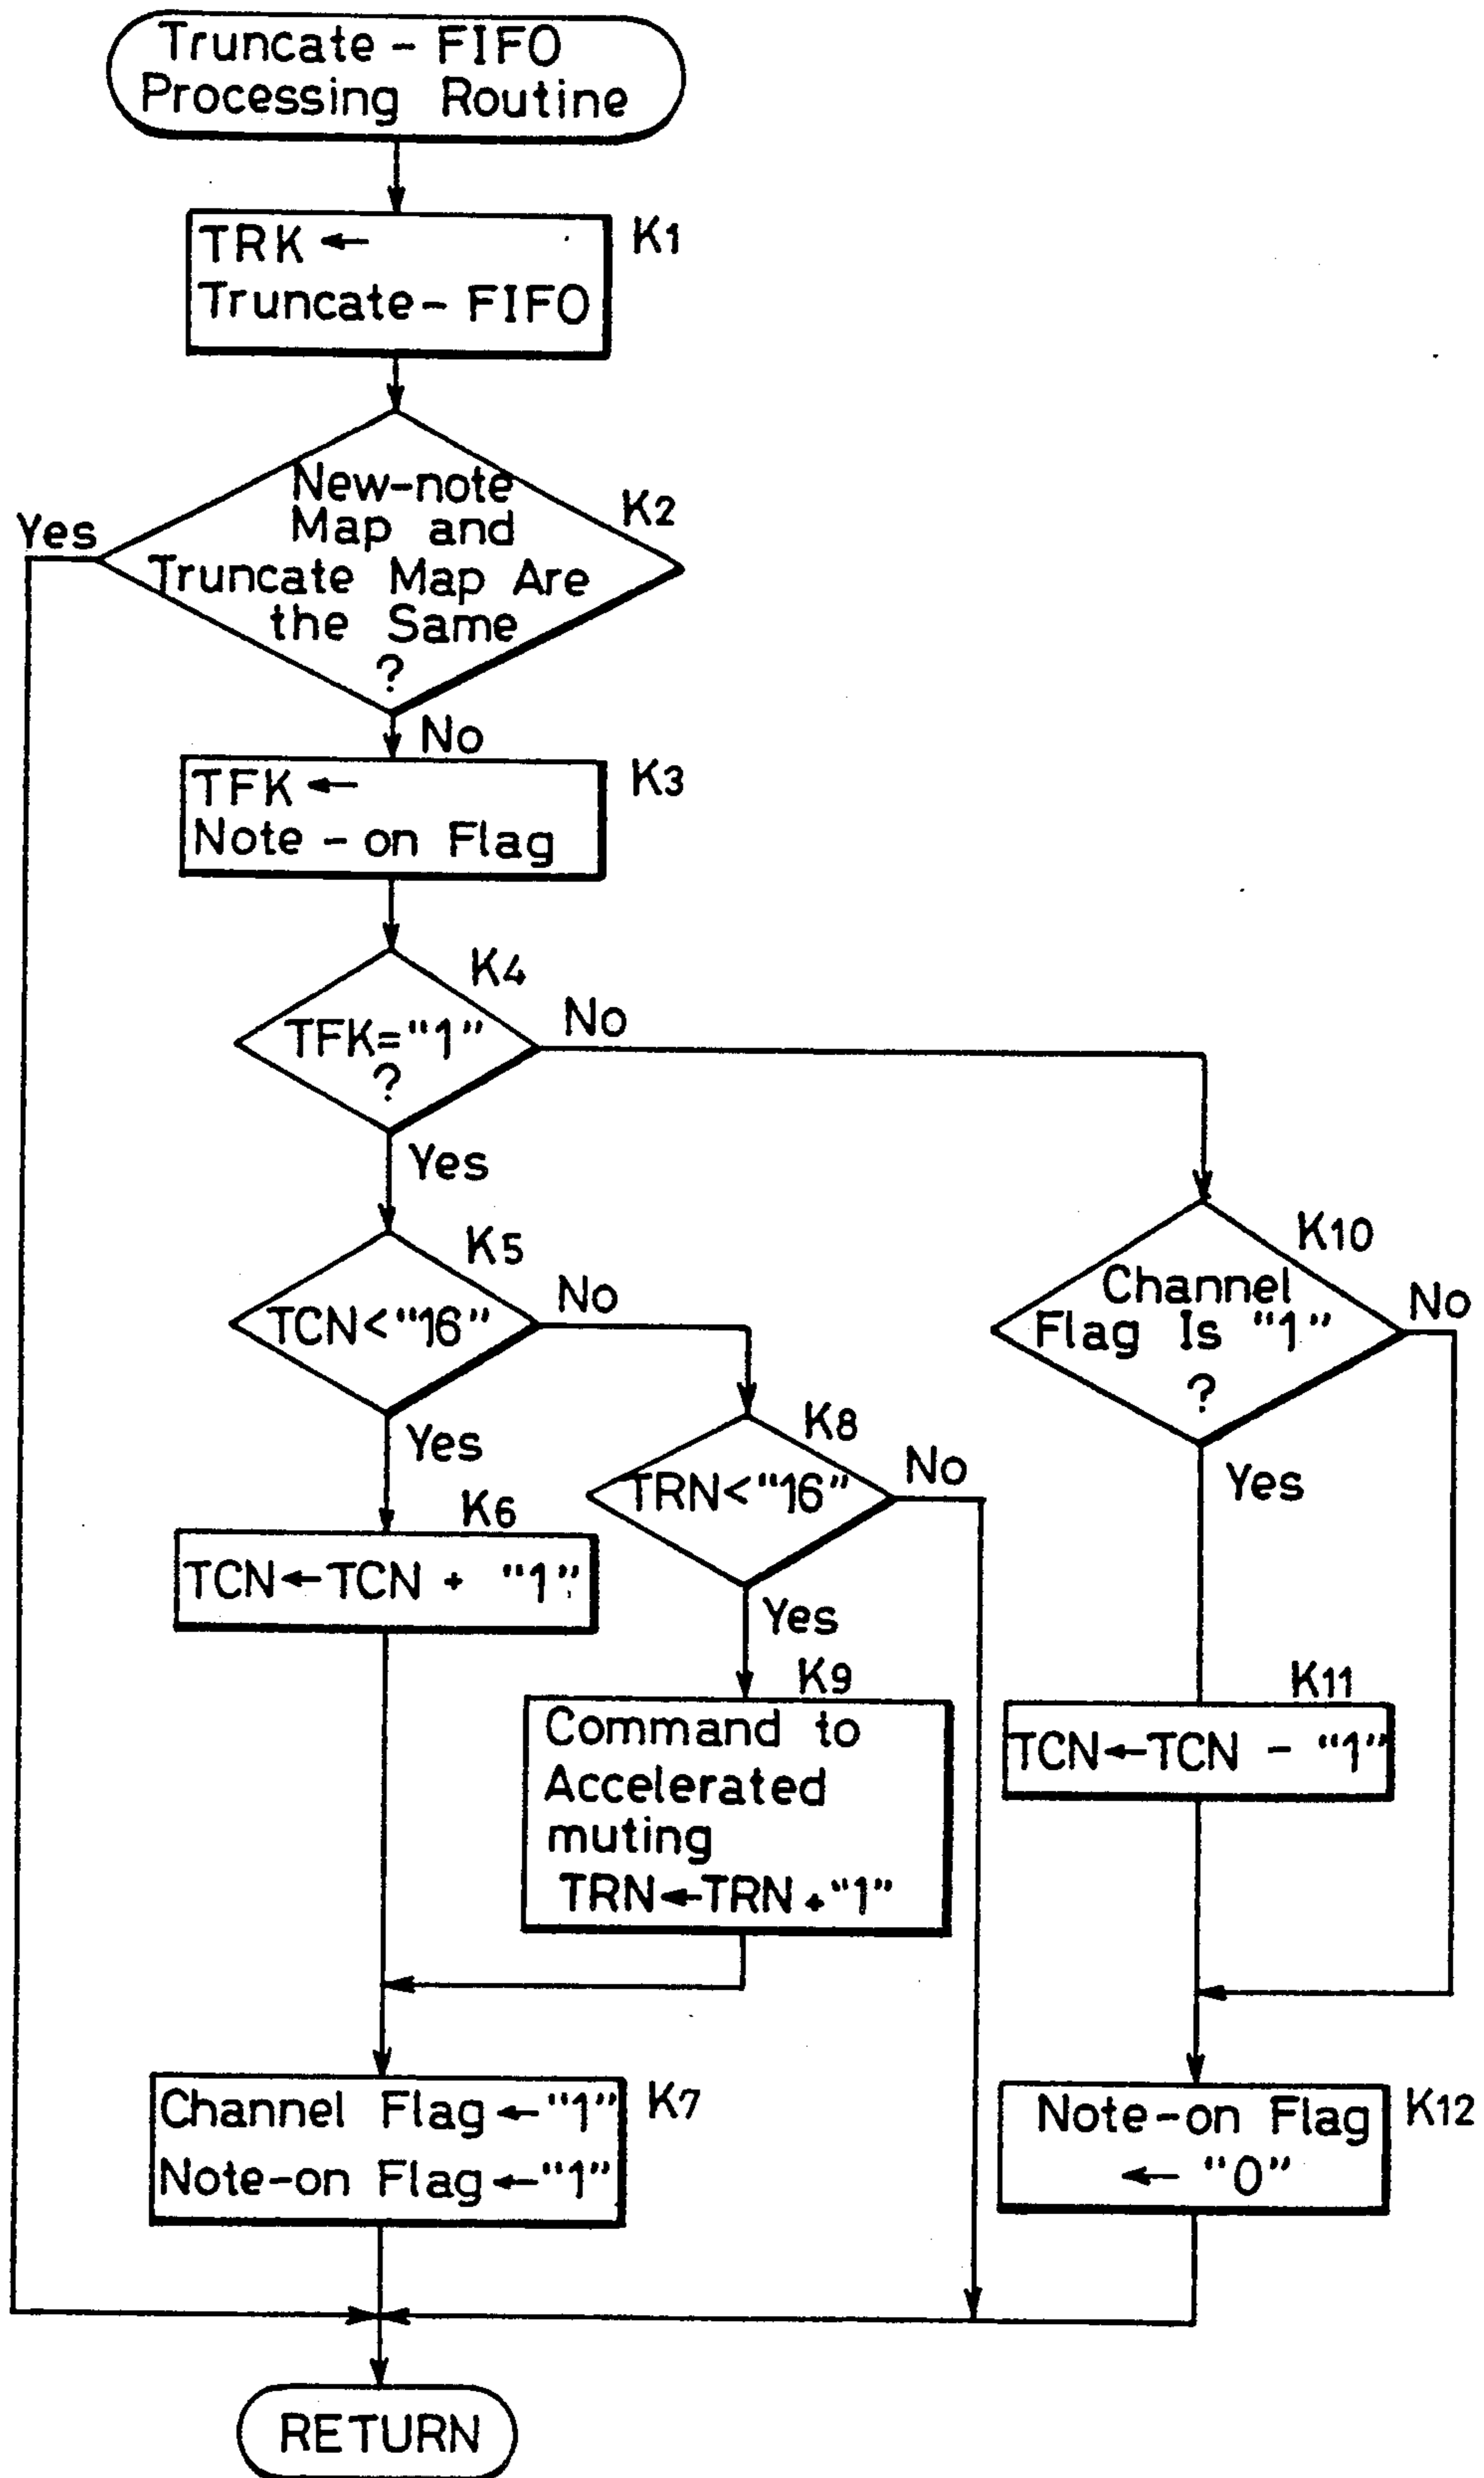 Truncate - FIFO
Processing Routine
TRK ←
Truncate - FIFO
K1
New-note
Map and
Truncate Map Are
the Same
?
K2
Yes
No
TFK ←
Note - on Flag
K3
TFK="1"
?
K4
No
Yes
TCN<"16"
K5
No
Yes
TRN<"16"
K8
No
Yes
Channel
Flag Is "1"
?
K10
No
Yes
K6
TCN←TCN + "1"
K9
Command to
Accelerated
muting
TRN←TRN+"1"
K11
TCN←TCN - "1"
Channel Flag←"1"
Note-on Flag←"1"
K7
Note-on Flag
← "0"
K12
RETURN